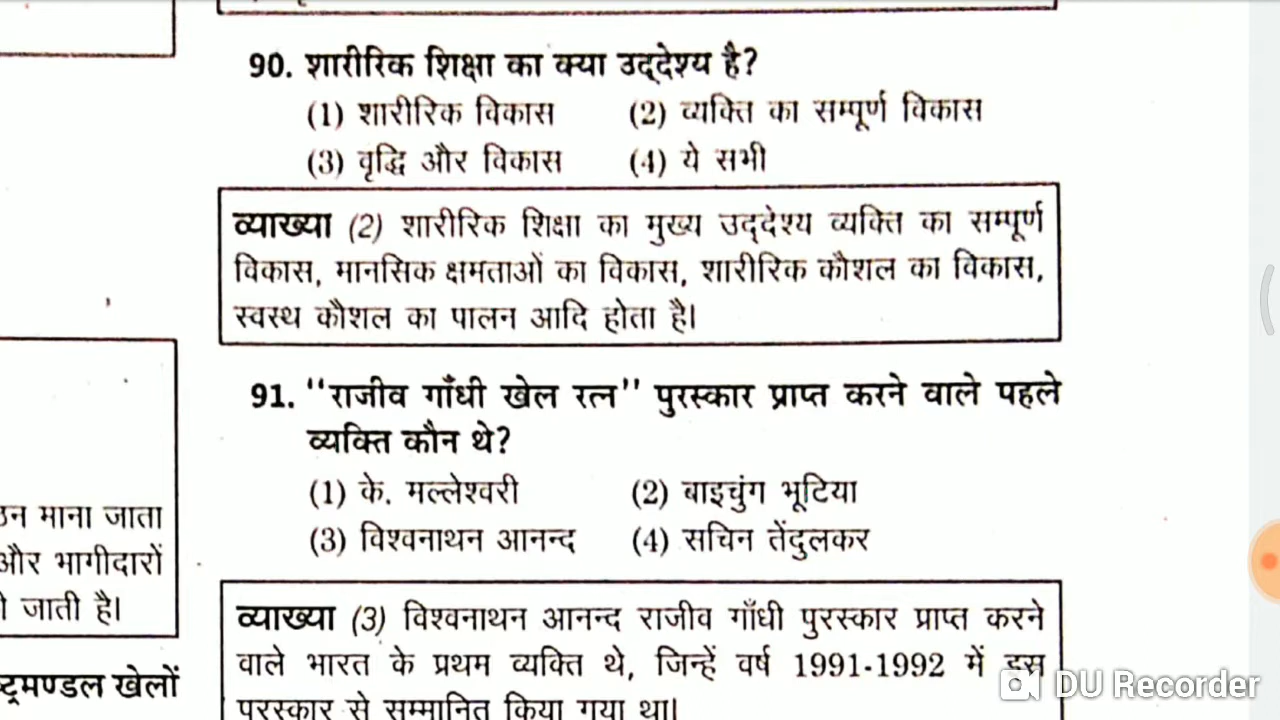 90. शारीरिक शिक्षा का क्या उद्देश्य है?
(1) शारीरिक विकास (2) व्यक्ति का सम्पूर्ण विकास
(3) वृद्धि और विकास (4) ये सभी
व्याख्या (2) शारीरिक शिक्षा का मुख्य उद्देश्य व्यक्ति का सम्पूर्ण
विकास, मानसिक क्षमताओं का विकास, शारीरिक कौशल का विकास,
स्वस्थ कौशल का पालन आदि होता है।
91. "राजीव गाँधी खेल रत्न" पुरस्कार प्राप्त करने वाले पहले
व्यक्ति कौन थे?
(1) के. मल्लेश्वरी (2) बाइचुंग भूटिया
(3) विश्वनाथन आनन्द (4) सचिन तेंदुलकर
व्याख्या (3) विश्वनाथन आनन्द राजीव गाँधी पुरस्कार प्राप्त करने
वाले भारत के प्रथम व्यक्ति थे, जिन्हें वर्ष 1991-1992 में इस
पुरस्कार से सम्मानित किया गया था।
माना जाता
और भागीदारों
जाती है।
खेलों
DU Recorder